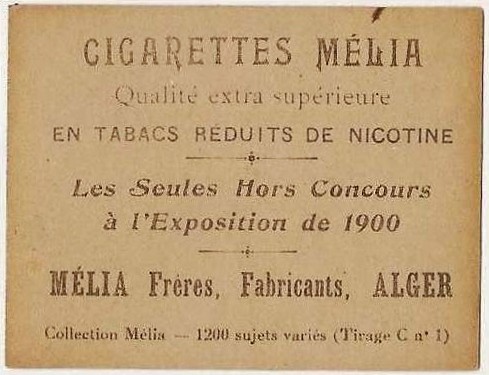 CIGARETTES MÉLIA
Qualité extra supérieure
EN TABACS RÉDUITS DE NICOTINE
Les Seules Hors Concours
à l'Exposition de 1900
MÉLIA Frères, Fabricants, ALGER
Collection Mélia — 1200 sujets variés (Tirage C nº 1)